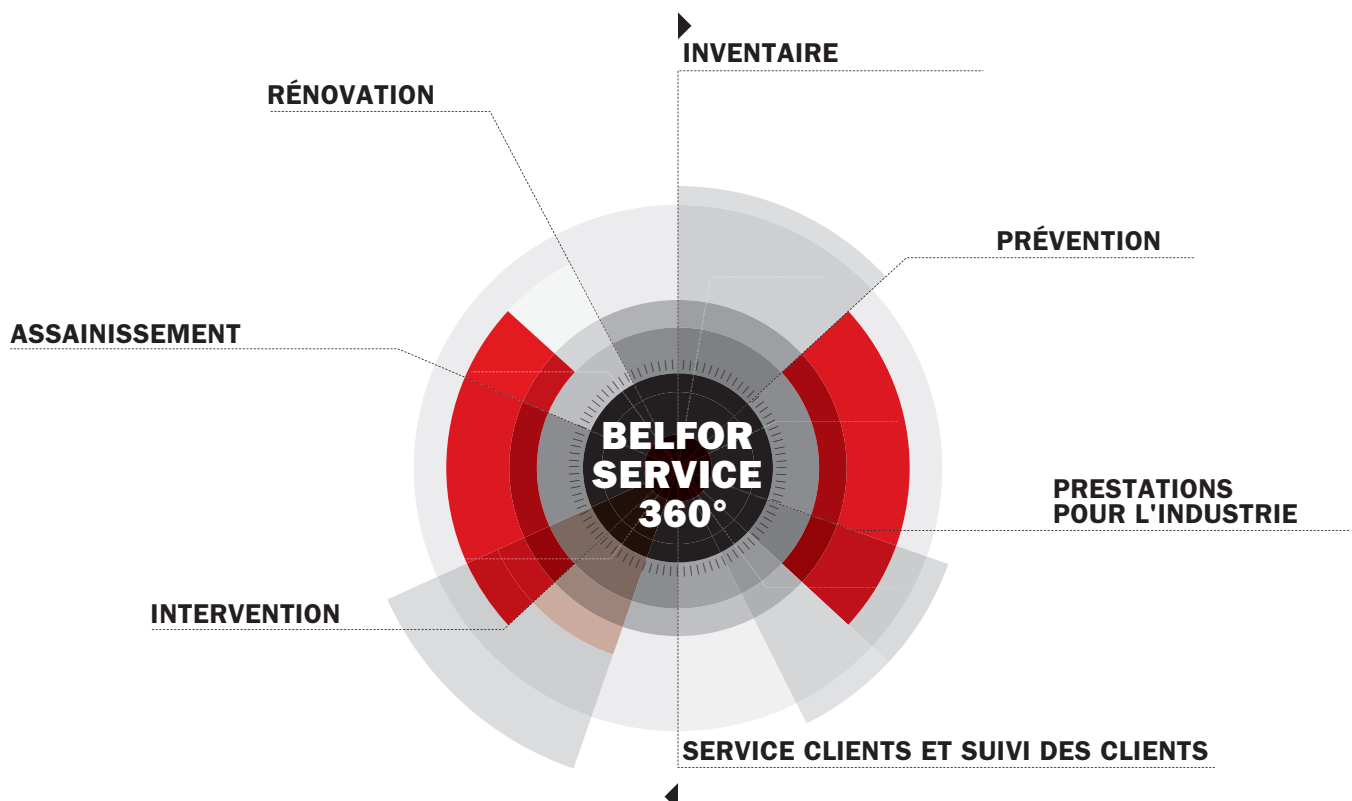 INVENTAIRE
RÉNOVATION
PRÉVENTION
ASSAINISSEMENT
BELFOR
SERVICE
360°
PRESTATIONS
POUR L'INDUSTRIE
INTERVENTION
SERVICE CLIENTS ET SUIVI DES CLIENTS